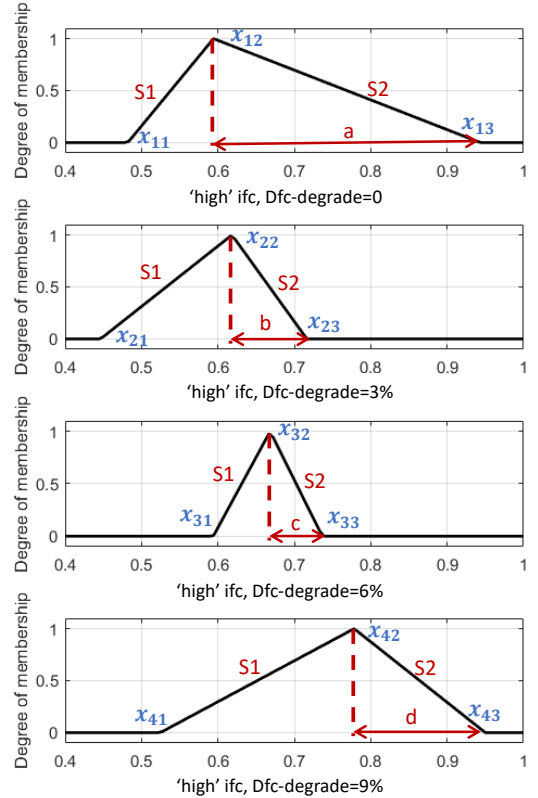 Degree of membership
1
0.5
0
x12
S1
S2
x11
a
x13
0.4 0.5 0.6 0.7 0.8 0.9 1
‘high’ ifc, Dfc-degrade=0
Degree of membership
1
0.5
0
x22
S1
S2
x21
b
x23
0.4 0.5 0.6 0.7 0.8 0.9 1
‘high’ ifc, Dfc-degrade=3%
Degree of membership
1
0.5
0
x32
S1
S2
x31
c
x33
0.4 0.5 0.6 0.7 0.8 0.9 1
‘high’ ifc, Dfc-degrade=6%
Degree of membership
1
0.5
0
x42
S1
S2
x41
d
x43
0.4 0.5 0.6 0.7 0.8 0.9 1
‘high’ ifc, Dfc-degrade=9%